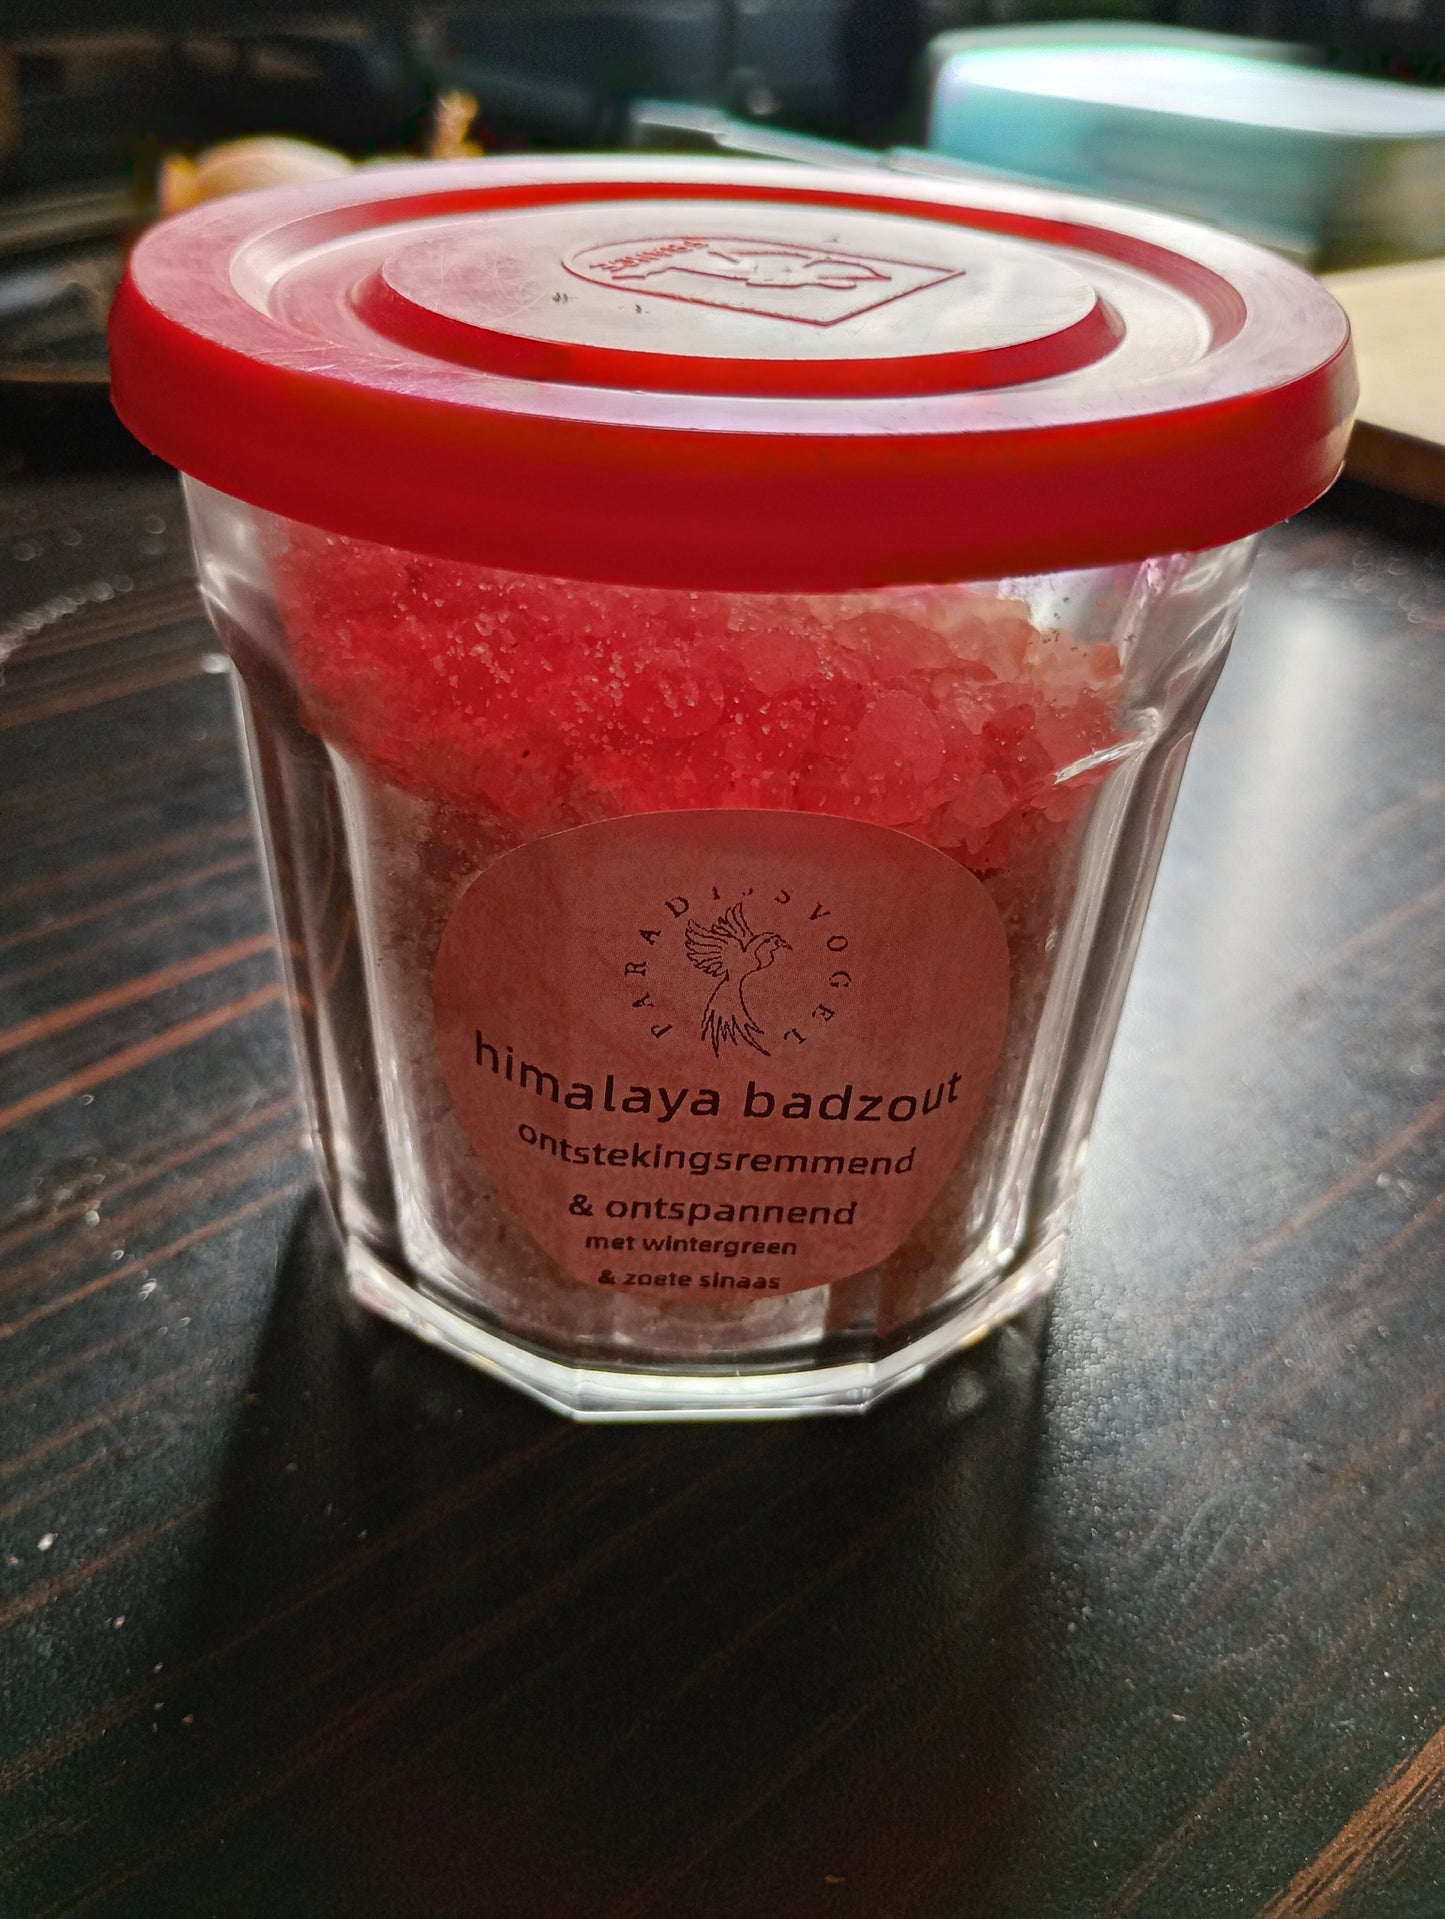 PARADIJSVOGEL
himalaya badzout
ontstekingsremmend
& ontspannend
met wintergreen
& zoete sinaas